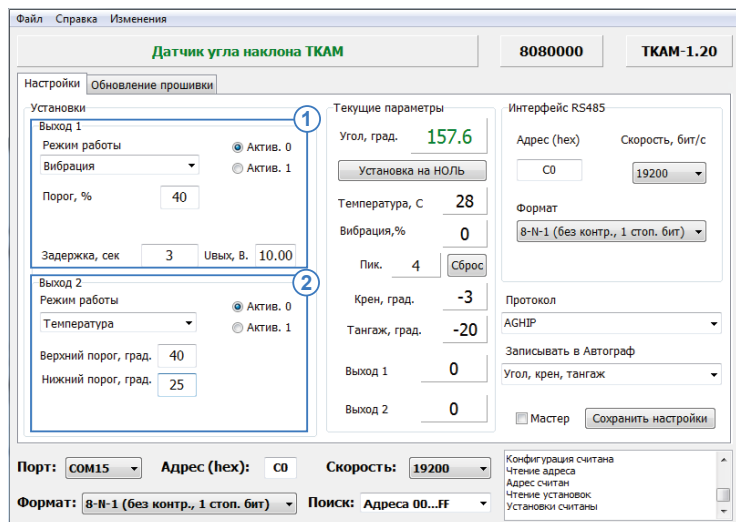 Файл Справка Изменения
Датчик угла наклона TKAM 8080000 TKAM-1.20
Настройки Обновление прошивки
Установки
Выход 1
1
Режим работы
Актив. 0
Вибрация
Актив. 1
Порог, % 40
Задержка, сек 3 Uвых, В. 10.00
Выход 2
2
Режим работы
Актив. 0
Температура
Актив. 1
Верхний порог, град. 40
Нижний порог, град. 25
Текущие параметры
Угол, град. 157.6
Установка на НОЛЬ
Температура, С 28
Вибрация,% 0
Пик. 4 Сброс
Крен, град. -3
Тангаж, град. -20
Выход 1 0
Выход 2 0
Интерфейс RS485
Адрес (hex) Скорость, бит/с
C0 19200
Формат
8-N-1 (без контр., 1 стоп. бит)
Протокол
AGHIP
Записывать в Автограф
Угол, крен, тангаж
Мастер Сохранить настройки
Порт: COM15 Адрес (hex): C0 Скорость: 19200
Формат: 8-N-1 (без контр., 1 стоп. бит) Поиск: Адреса 00...FF
Конфигурация считана
Чтение адреса
Адрес считан
Чтение установок
Установки считаны